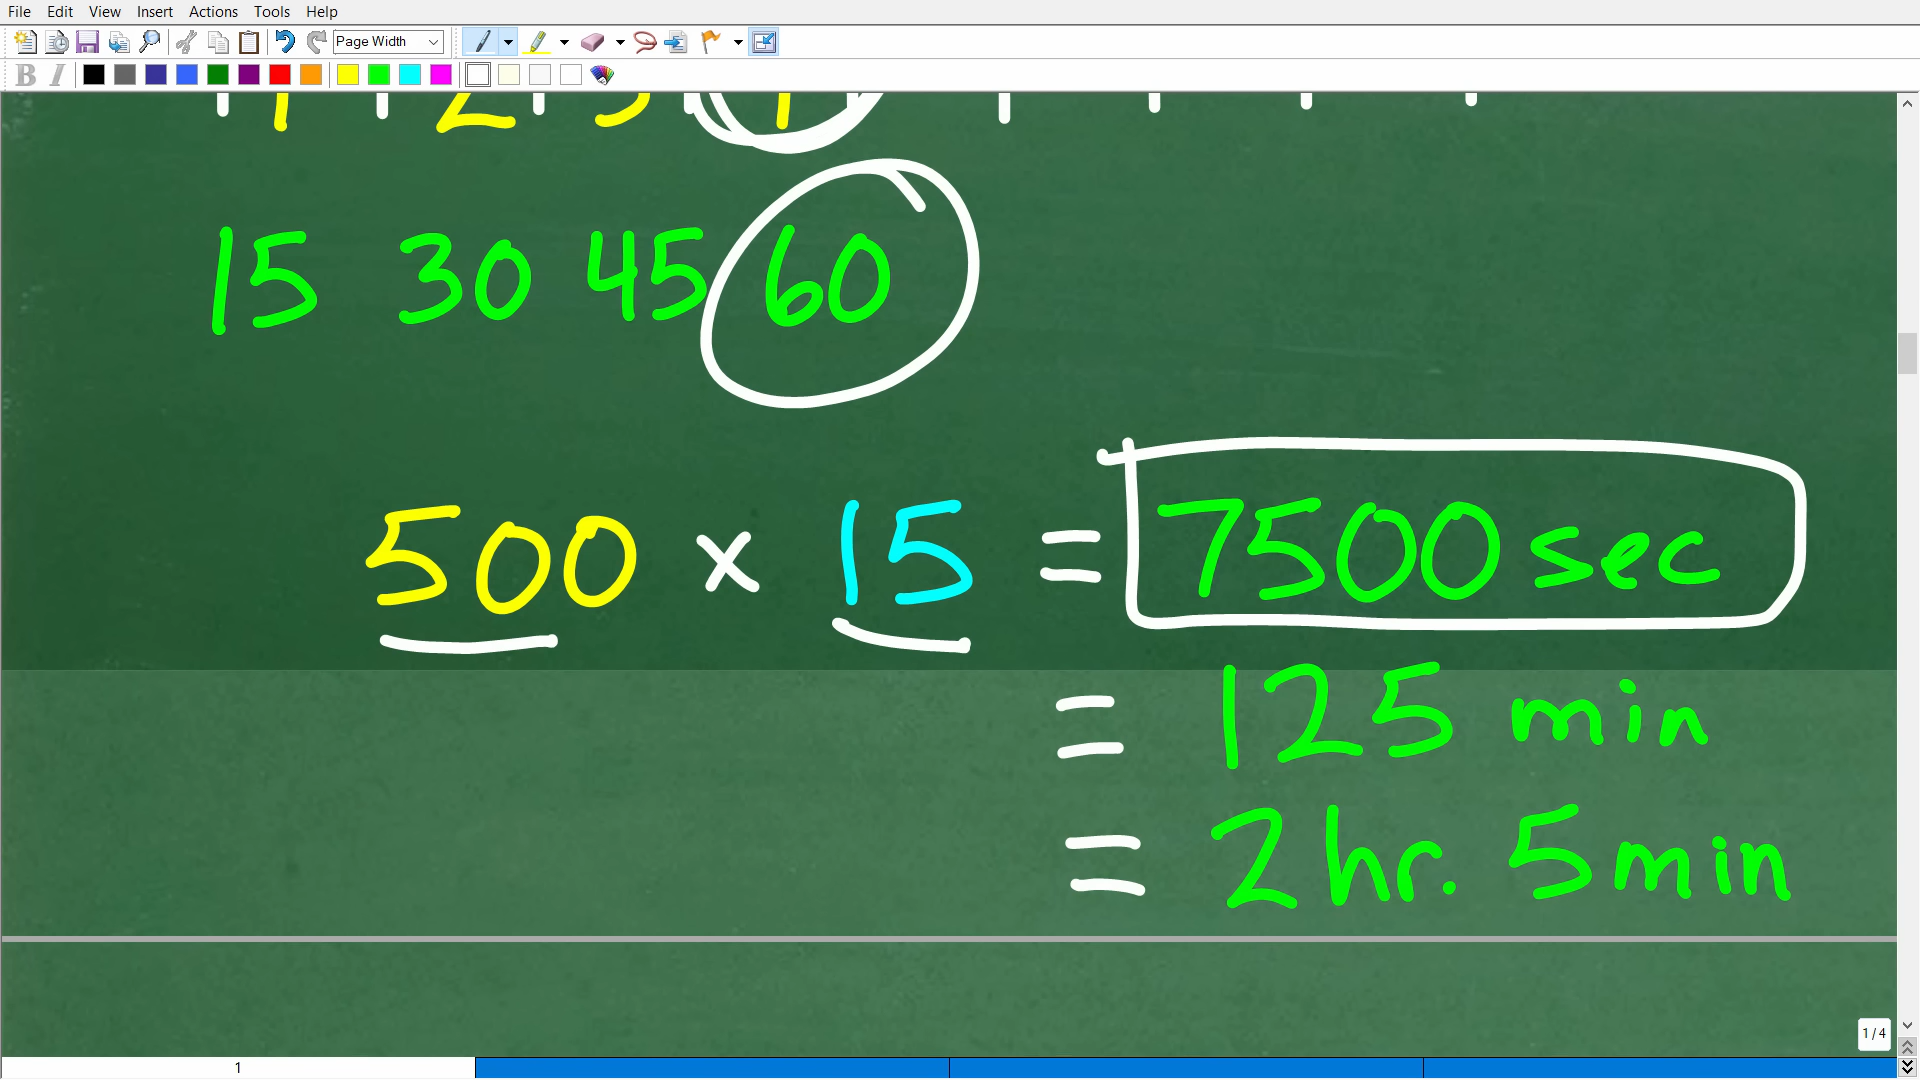 File Edit View Insert Actions Tools Help
Page Width
B I
15 30 45 60
500 x 15 = 7500 sec
= 125 min
= 2 hr. 5 min
1 / 4
1